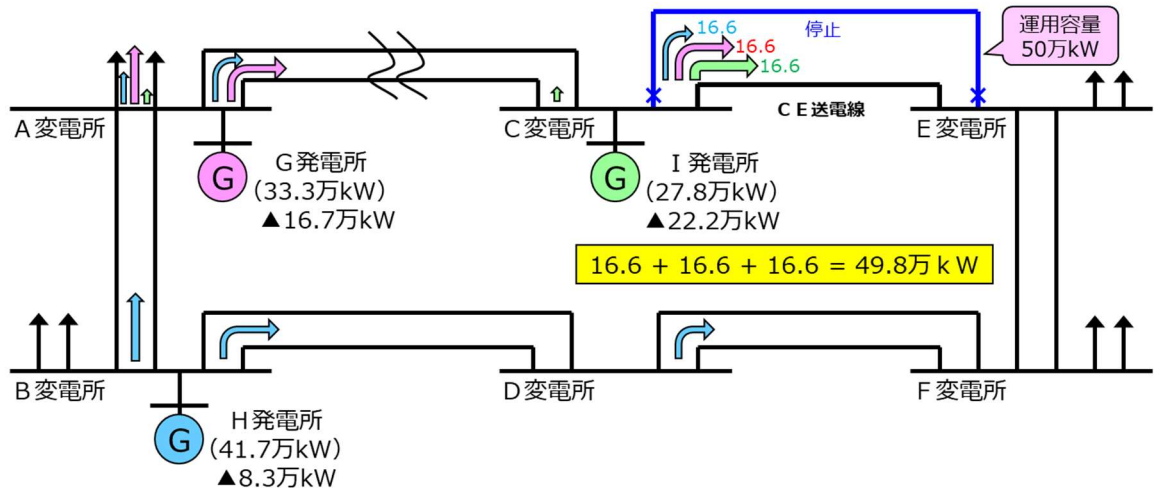 16.6
停止
運用容量
50万kW
16.6
16.6
CE送電線
A変電所
C変電所
E変電所
G
G発電所
(33.3万kW)
▲16.7万kW
G
I発電所
(27.8万kW)
▲22.2万kW
16.6 + 16.6 + 16.6 = 49.8万kW
B変電所
D変電所
F変電所
G
H発電所
(41.7万kW)
▲8.3万kW